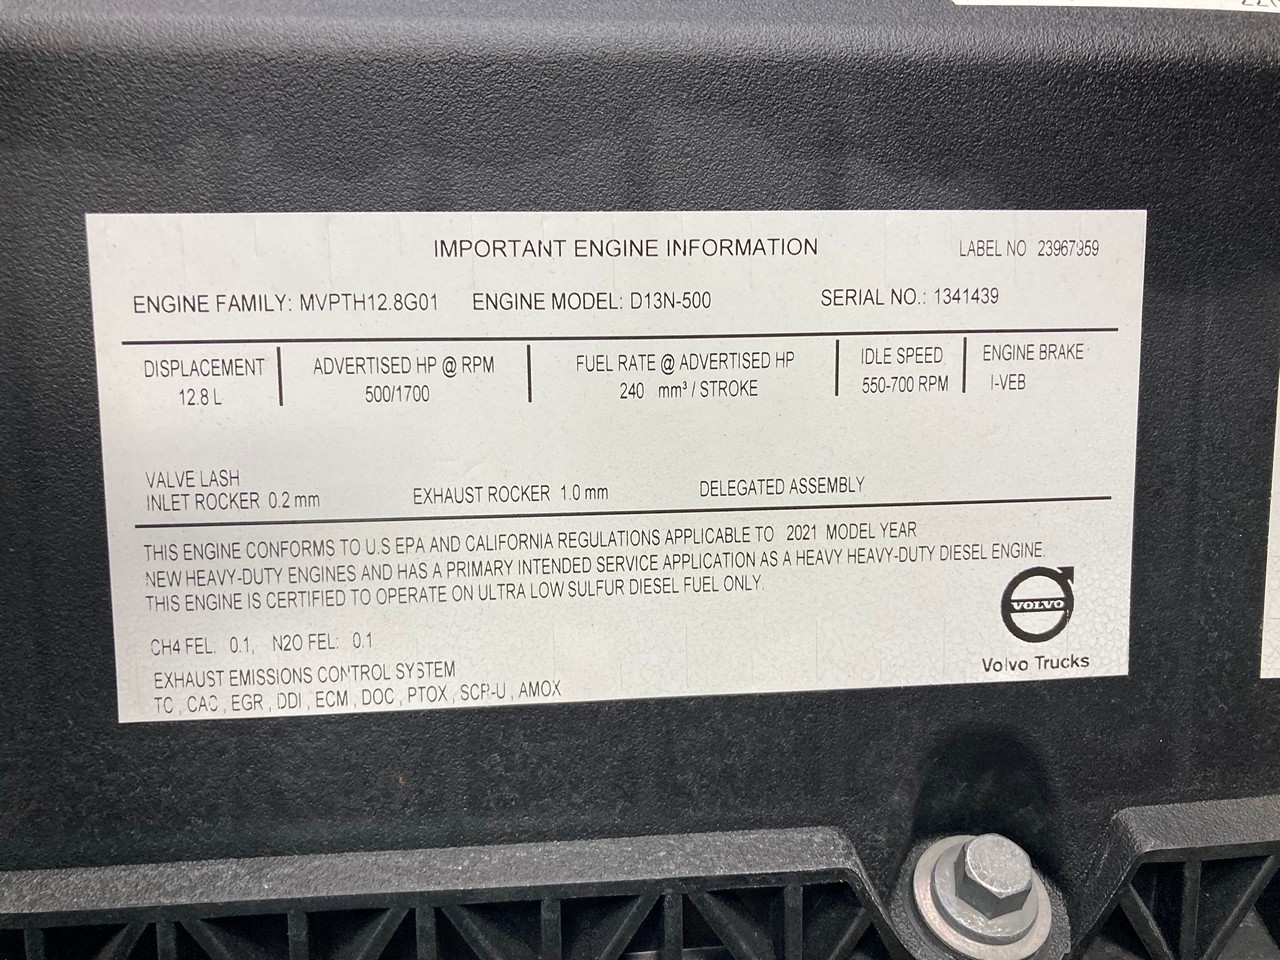 IMPORTANT ENGINE INFORMATION LABEL NO 23967959
ENGINE FAMILY: MVPTH12.8G01 ENGINE MODEL: D13N-500 SERIAL NO.: 1341439
DISPLACEMENT ADVERTISED HP @ RPM FUEL RATE @ ADVERTISED HP IDLE SPEED ENGINE BRAKE
12.8 L 500/1700 240 mm³ / STROKE 550-700 RPM I-VEB
VALVE LASH
INLET ROCKER 0.2 mm EXHAUST ROCKER 1.0 mm DELEGATED ASSEMBLY
THIS ENGINE CONFORMS TO U.S EPA AND CALIFORNIA REGULATIONS APPLICABLE TO 2021 MODEL YEAR
NEW HEAVY-DUTY ENGINES AND HAS A PRIMARY INTENDED SERVICE APPLICATION AS A HEAVY HEAVY-DUTY DIESEL ENGINE.
THIS ENGINE IS CERTIFIED TO OPERATE ON ULTRA LOW SULFUR DIESEL FUEL ONLY.
CH4 FEL: 0.1, N2O FEL: 0.1
EXHAUST EMISSIONS CONTROL SYSTEM
TC , CAC , EGR , DDI , ECM , DOC , PTOX , SCR-U , AMOX
VOLVO
Volvo Trucks